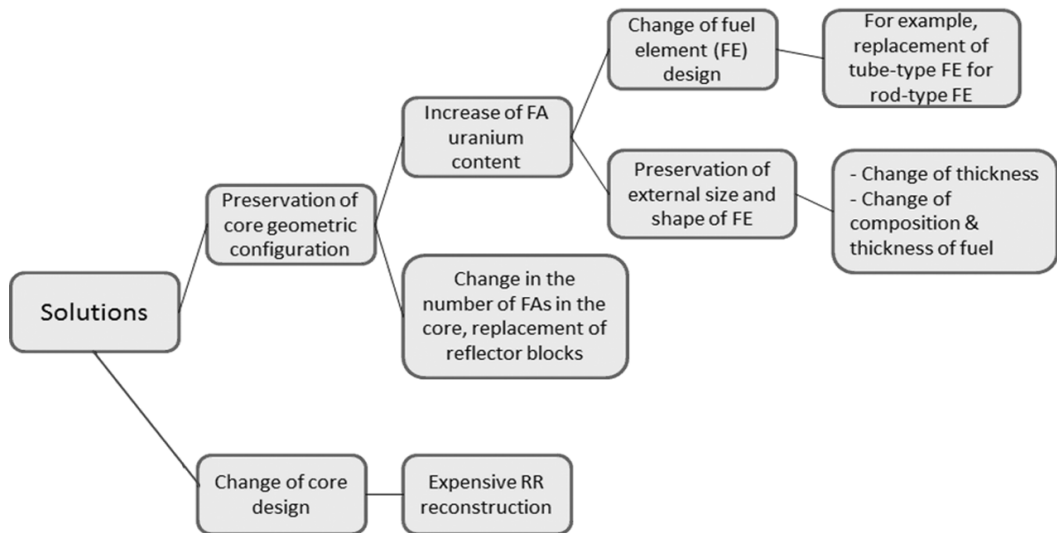 Solutions
Preservation of
core geometric
configuration
Increase of FA
uranium
content
Change of fuel
element (FE)
design
For example,
replacement of
tube-type FE for
rod-type FE
Preservation of
external size and
shape of FE
- Change of thickness
- Change of
composition &
thickness of fuel
Change in the
number of FAs in the
core, replacement of
reflector blocks
Change of core
design
Expensive RR
reconstruction